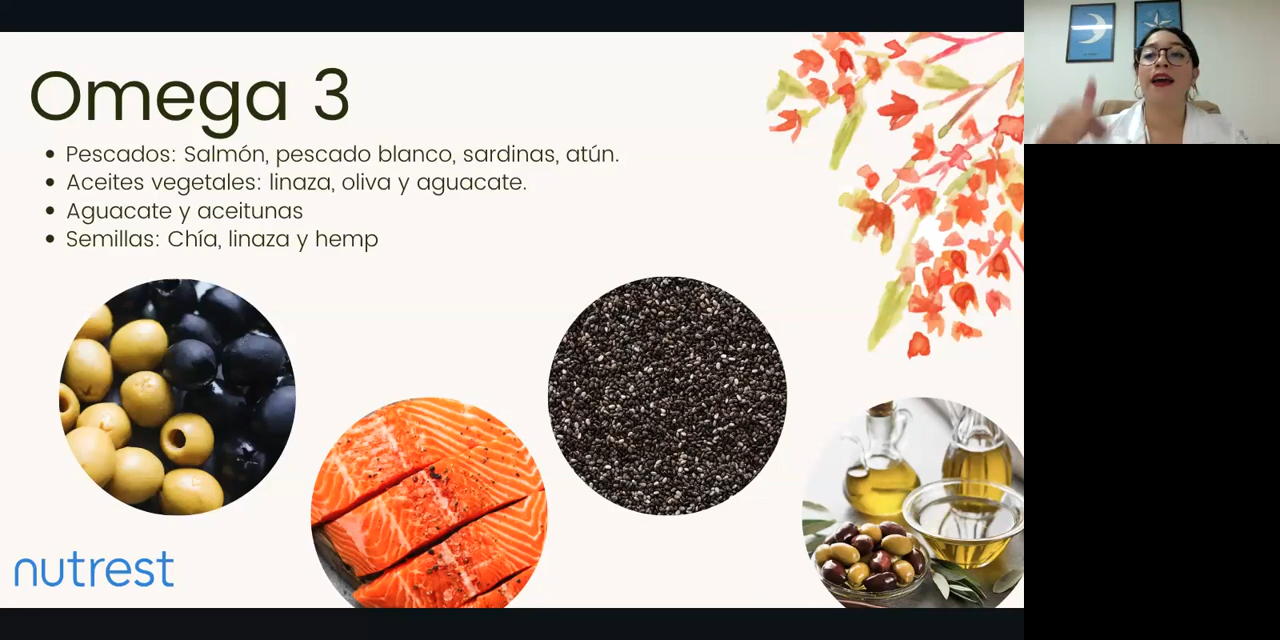 Omega 3
• Pescados: Salmón, pescado blanco, sardinas, atún.
• Aceites vegetales: linaza, oliva y aguacate.
• Aguacate y aceitunas
• Semillas: Chía, linaza y hemp
nutrest